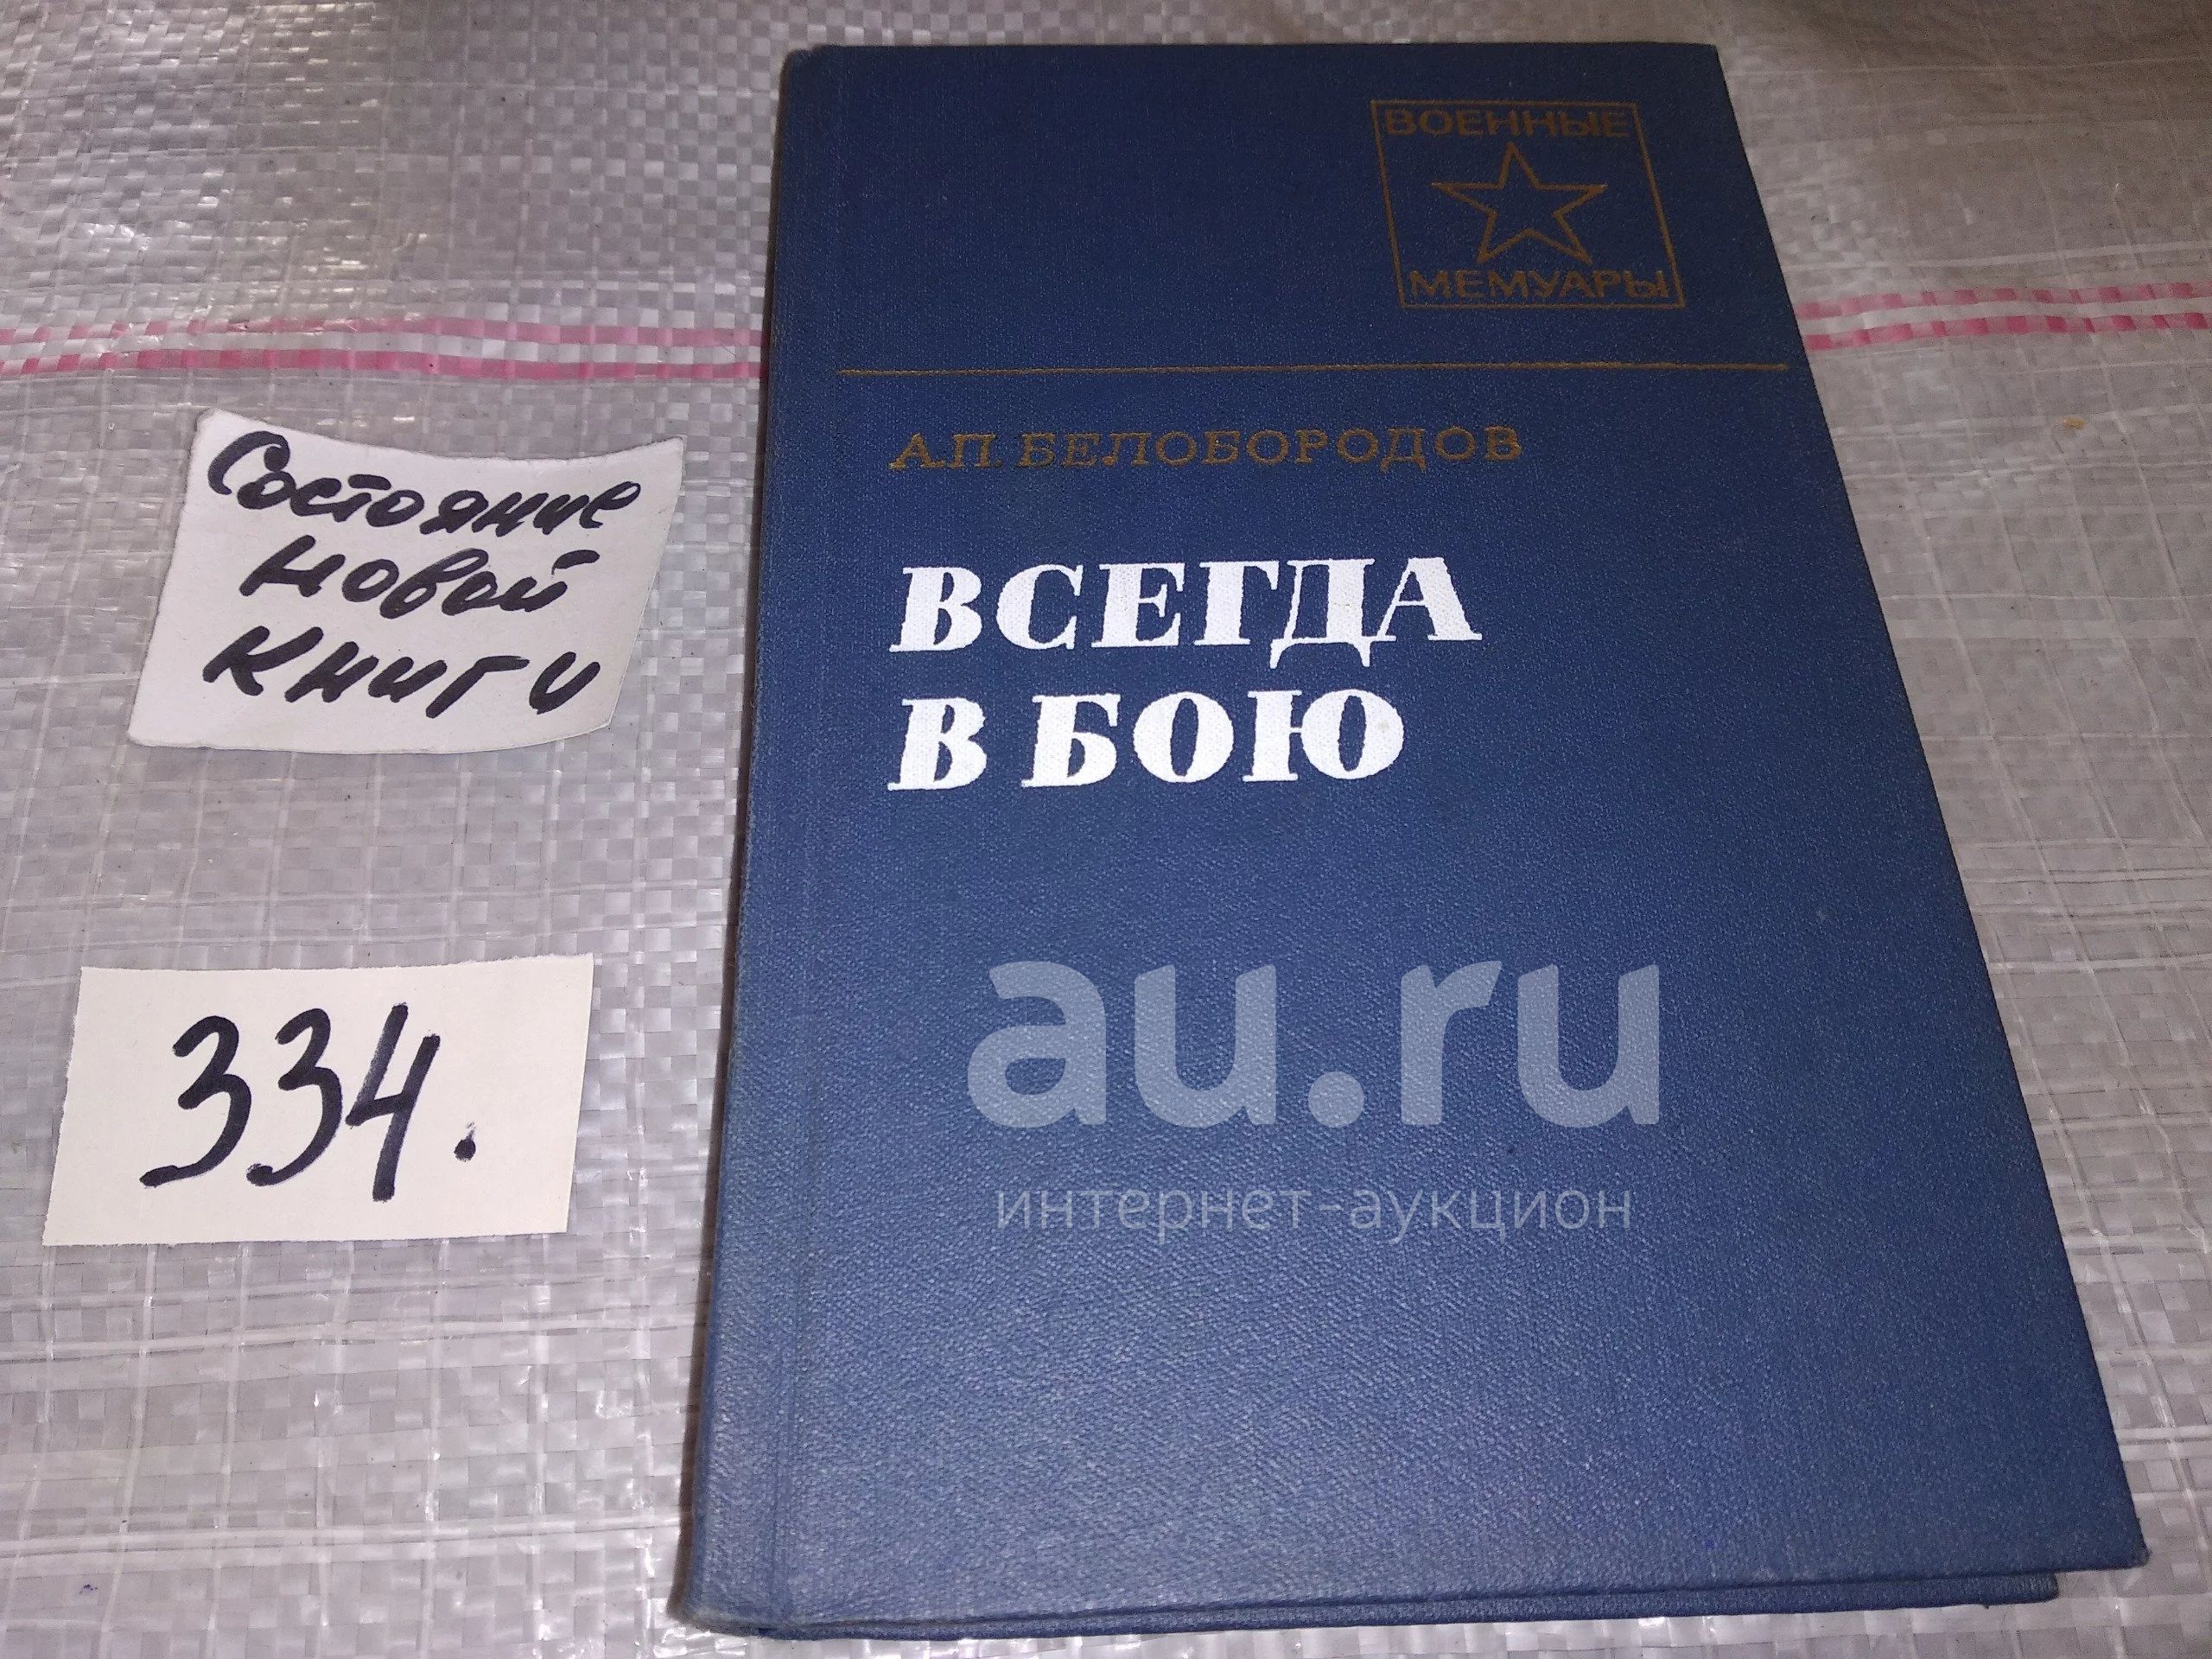 ВОЕННЫЕ
МЕМУАРЫ
А.П. БЕЛОБОРОДОВ
ВСЕГДА
В БОЮ
Состояние
новой
книги
334.
au.ru
интернет-аукцион